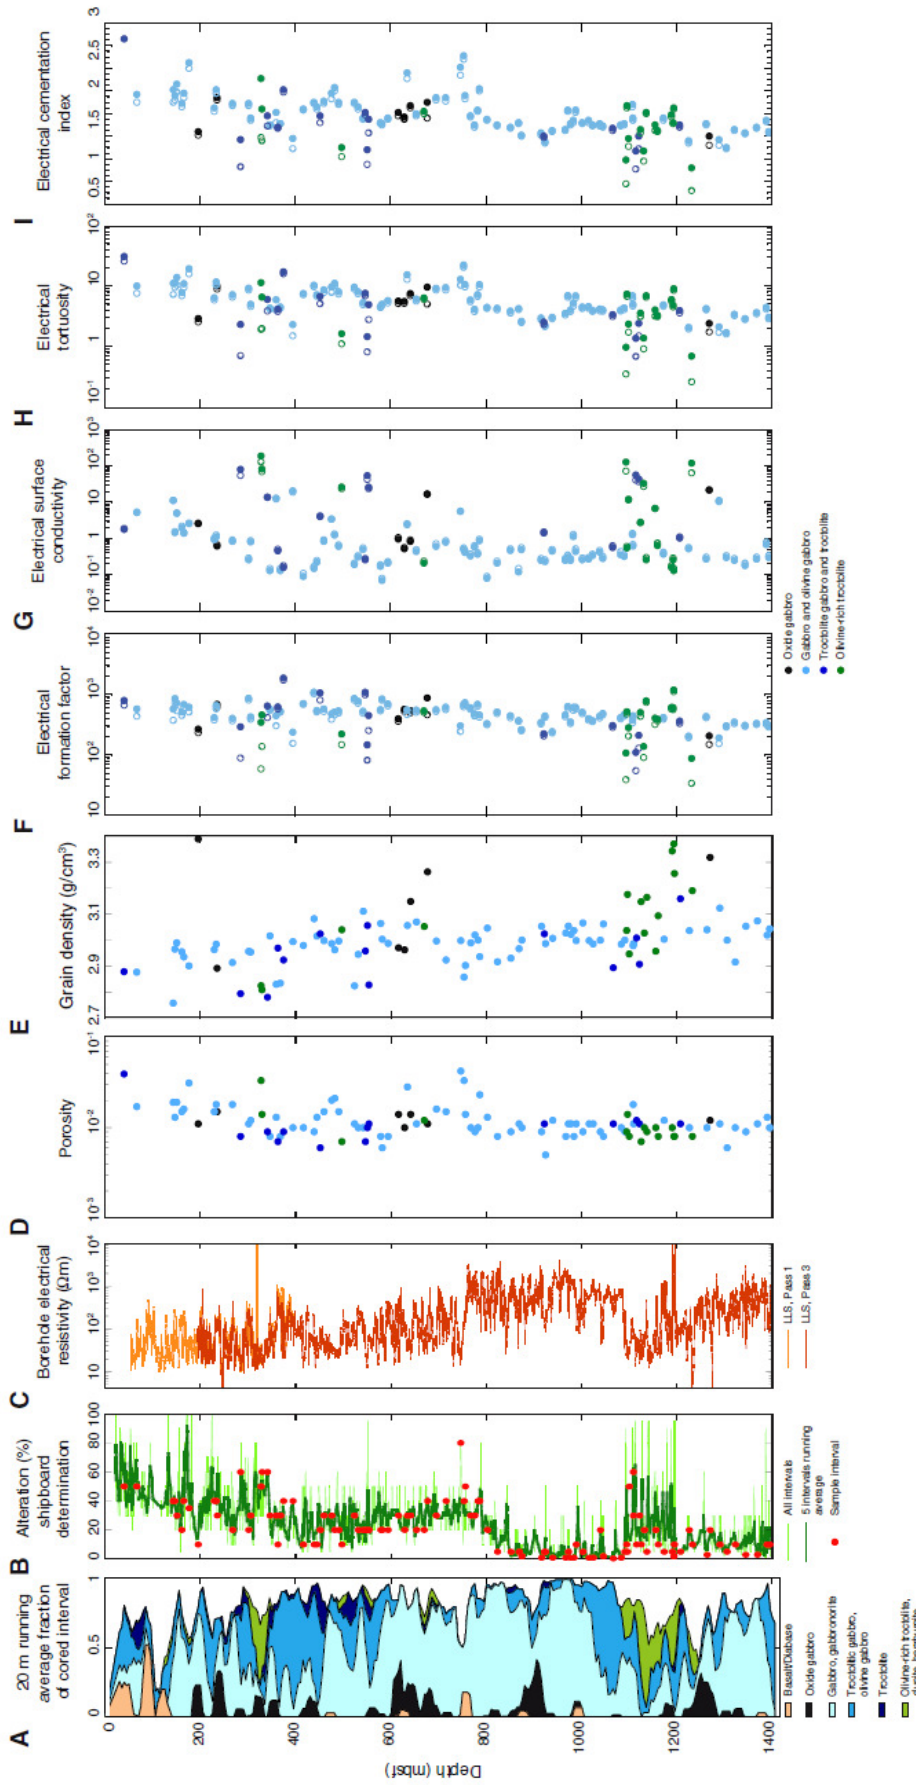 A
20 m running
average fraction
of cored interval
0
0.5
1
0
200
400
600
800
1000
1200
1400
Depth (mbsf)
Basalt/Diabase
Oxide gabbro
Gabbro, gabbronorite
Troctolitic gabbro,
olivine gabbro
Troctolite
Olivine-rich troctolite,
B
Alteration (%)
shipboard
determination
0
20
40
60
80
100
All intervals
5 intervals running
average
Sample interval
C
Borehole electrical
resistivity (Ωm)
10
10²
10³
10⁴
LLS, Pass 1
LLS, Pass 3
D
Porosity
10⁻³
10⁻²
10⁻¹
E
Grain density (g/cm³)
2.7
2.9
3.1
3.3
F
Electrical
formation factor
10
10²
10³
10⁴
G
Electrical surface
conductivity
10⁻²
10⁻¹
1
10
10²
10³
Oxide gabbro
Gabbro and olivine gabbro
Troctolite gabbro and troctolite
Olivine-rich troctolite
H
Electrical
tortuosity
10⁻¹
1
10
10²
I
Electrical cementation
index
0.5
1
1.5
2
2.5
3